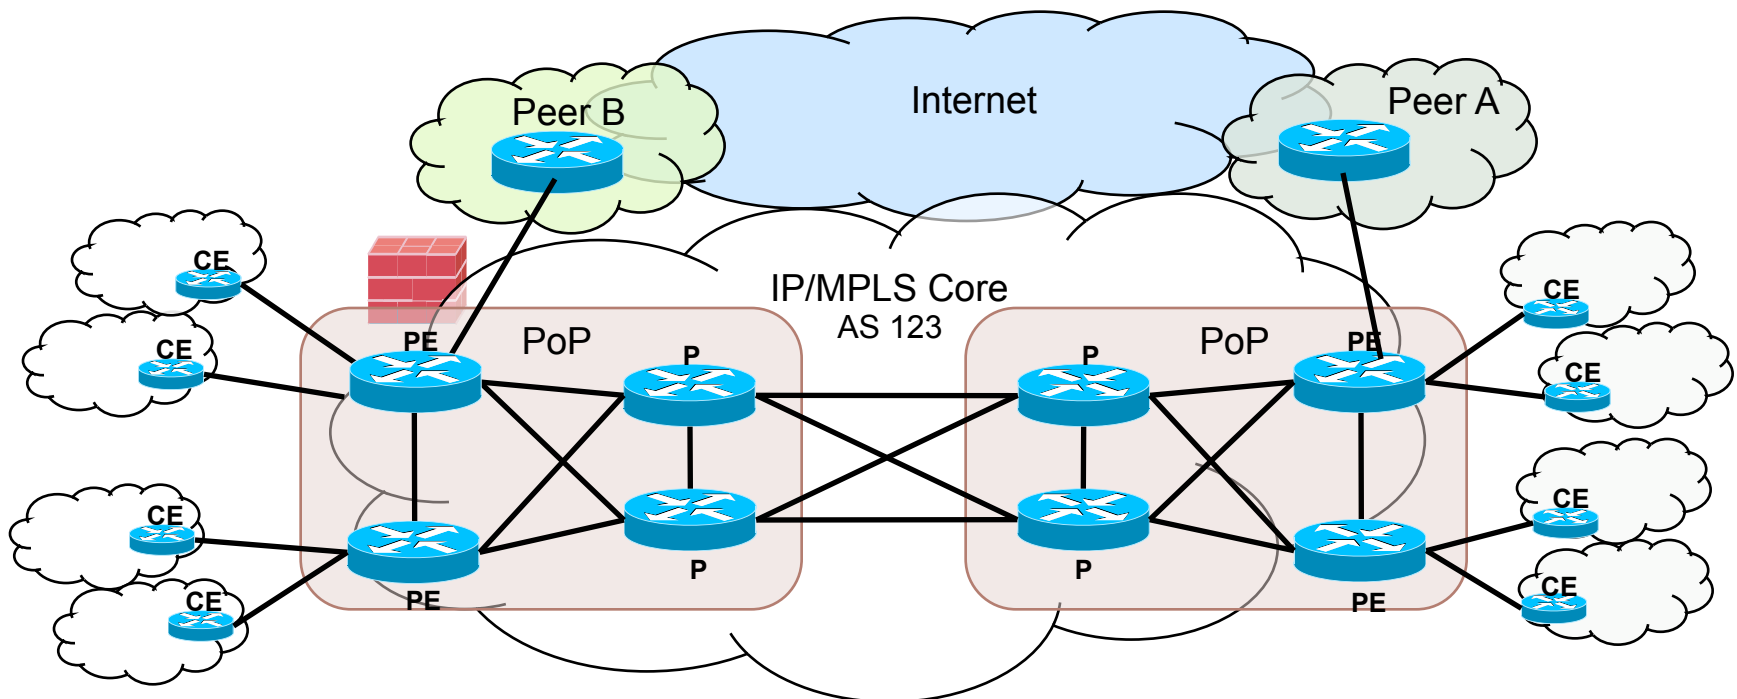 Internet
Peer B
Peer A
IP/MPLS Core
AS 123
CE
CE
CE
CE
PE
PoP
P
P
PE
P
PoP
PE
P
PE
CE
CE
CE
CE